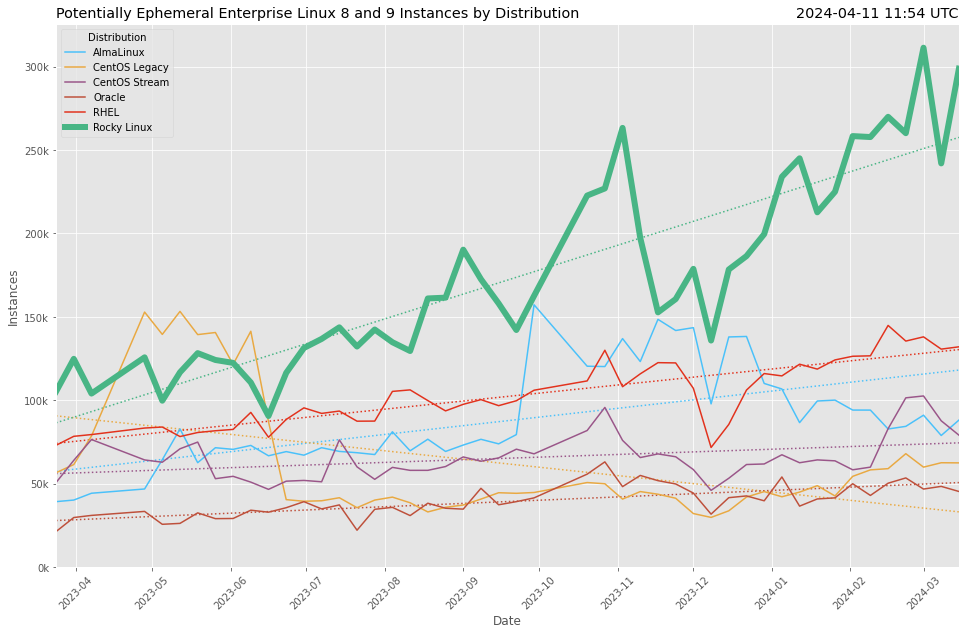 Potentially Ephemeral Enterprise Linux 8 and 9 Instances by Distribution
2024-04-11 11:54 UTC
Distribution
AlmaLinux
CentOS Legacy
CentOS Stream
Oracle
RHEL
Rocky Linux
300k
250k
200k
150k
100k
50k
0k
Instances
2023-04
2023-05
2023-06
2023-07
2023-08
2023-09
2023-10
2023-11
2023-12
2024-01
2024-02
2024-03
Date